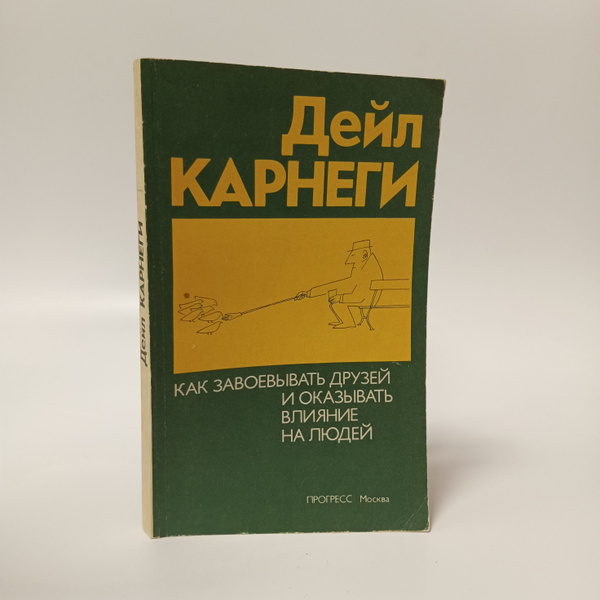 Дейл
КАРНЕГИ
КАК ЗАВОЕВЫВАТЬ ДРУЗЕЙ
И ОКАЗЫВАТЬ
ВЛИЯНИЕ
НА ЛЮДЕЙ
ПРОГРЕСС Москва
Дейл КАРНЕГИ